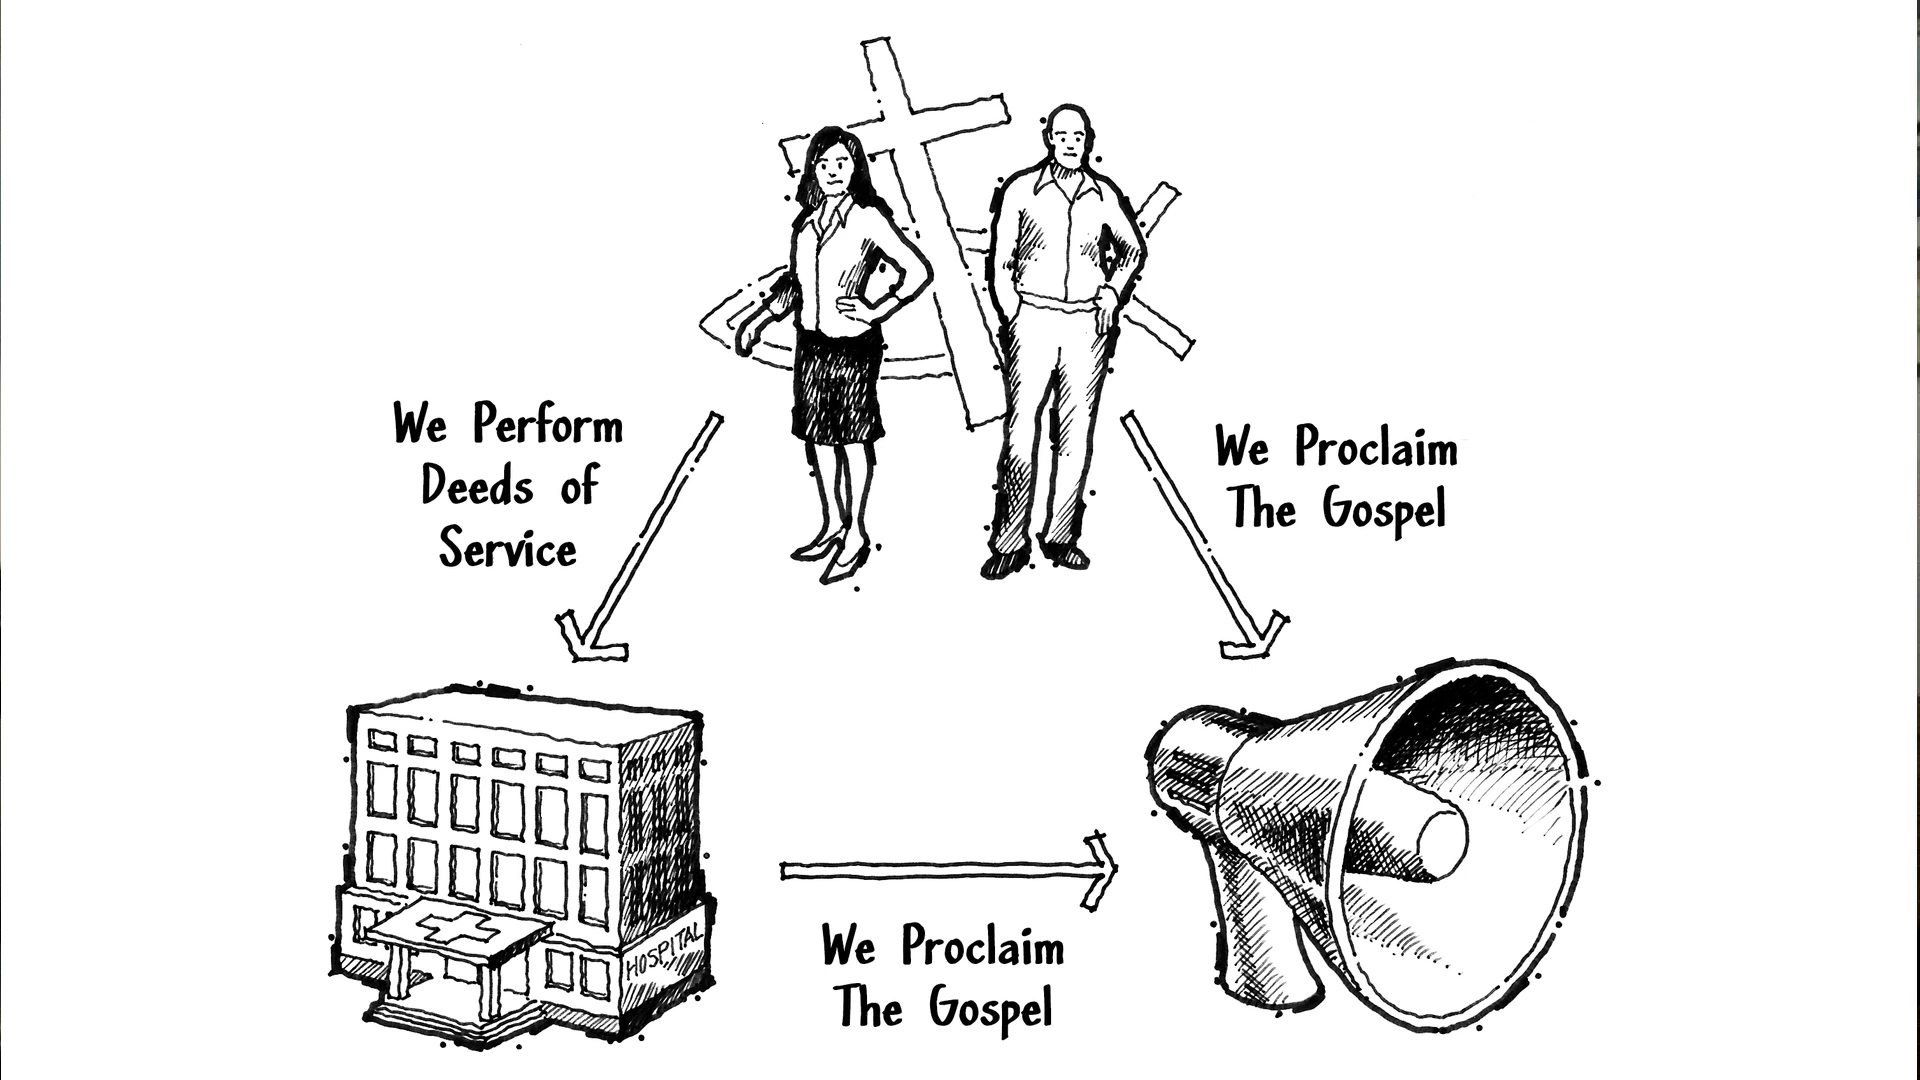 We Perform
Deeds of
Service
We Proclaim
The Gospel
HOSPITAL
We Proclaim
The Gospel